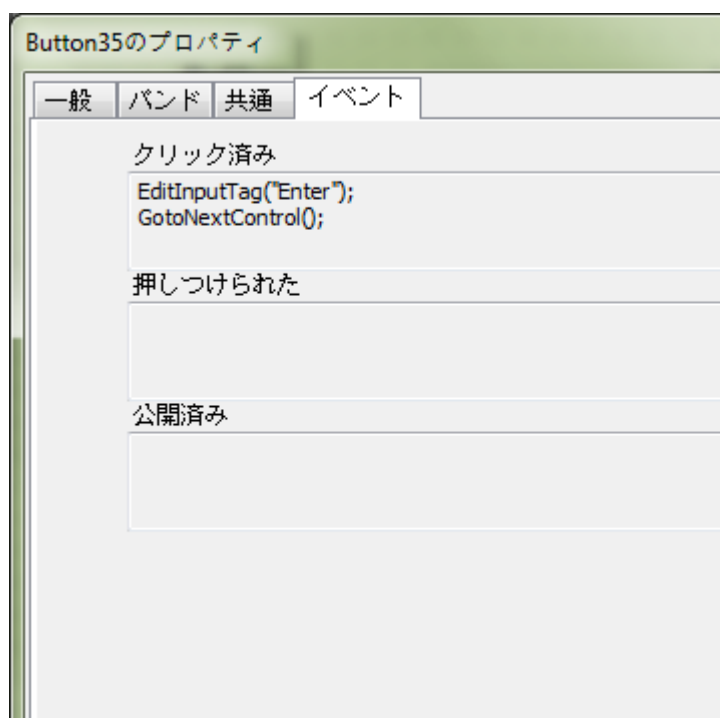 Button35のプロパティ
一般 バンド 共通 イベント
クリック済み
EditInputTag("Enter");
GotoNextControl();
押しつけられた
公開済み